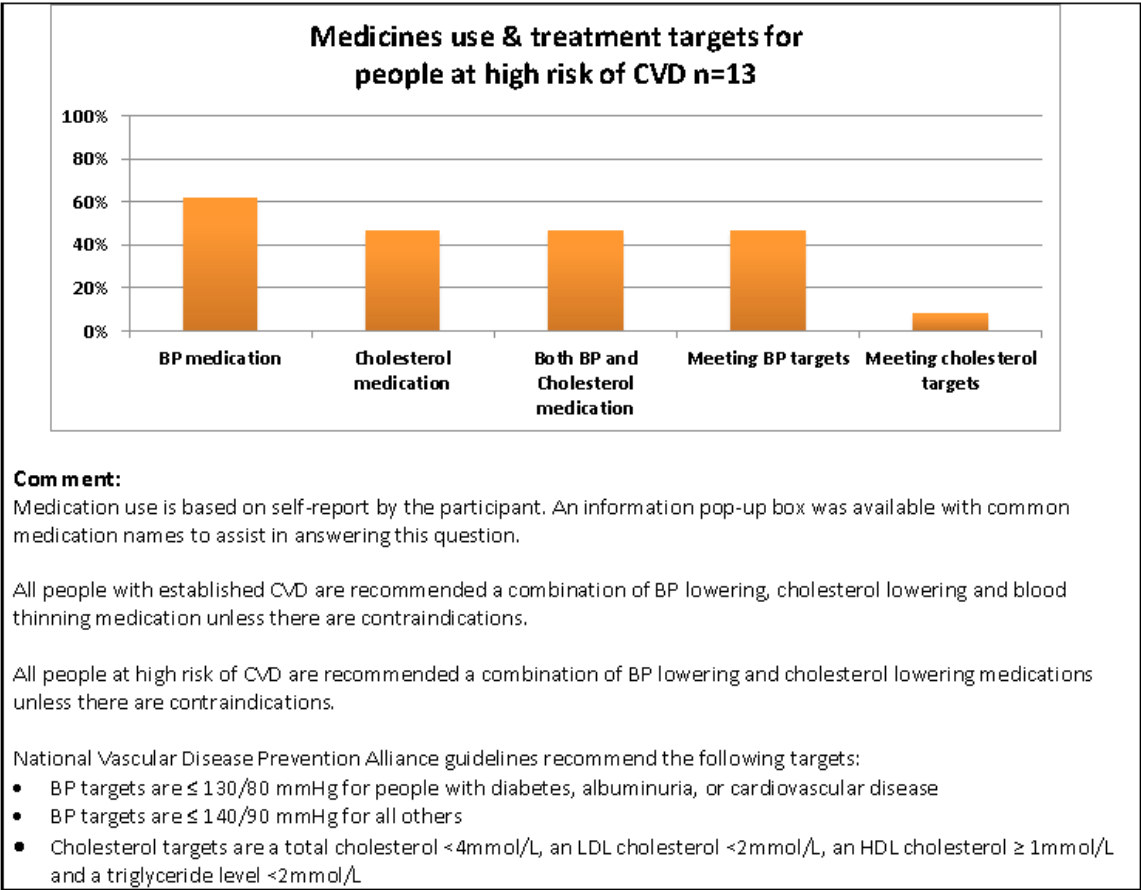 Medicines use & treatment targets for
people at high risk of CVD n=13
100%
80%
60%
40%
20%
0%
BP medication
Cholesterol
medication
Both BP and
Cholesterol
medication
Meeting BP targets
Meeting cholesterol
targets
Comment:
Medication use is based on self-report by the participant. An information pop-up box was available with common
medication names to assist in answering this question.
All people with established CVD are recommended a combination of BP lowering, cholesterol lowering and blood
thinning medication unless there are contraindications.
All people at high risk of CVD are recommended a combination of BP lowering and cholesterol lowering medications
unless there are contraindications.
National Vascular Disease Prevention Alliance guidelines recommend the following targets:
• BP targets are ≤ 130/80 mmHg for people with diabetes, albuminuria, or cardiovascular disease
• BP targets are ≤ 140/90 mmHg for all others
• Cholesterol targets are a total cholesterol <4mmol/L, an LDL cholesterol <2mmol/L, an HDL cholesterol ≥ 1mmol/L
and a triglyceride level <2mmol/L